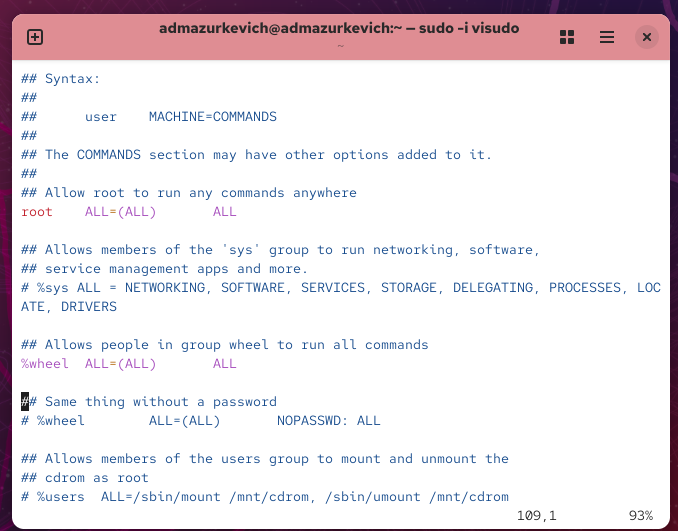 admazurkevich@admazurkevich:~ — sudo -i visudo
~
## Syntax:
##
##      user    MACHINE=COMMANDS
##
## The COMMANDS section may have other options added to it.
##
## Allow root to run any commands anywhere
root    ALL=(ALL)       ALL
## Allows members of the 'sys' group to run networking, software,
## service management apps and more.
# %sys ALL = NETWORKING, SOFTWARE, SERVICES, STORAGE, DELEGATING, PROCESSES, LOC
ATE, DRIVERS
## Allows people in group wheel to run all commands
%wheel  ALL=(ALL)       ALL
## Same thing without a password
# %wheel        ALL=(ALL)       NOPASSWD: ALL
## Allows members of the users group to mount and unmount the
## cdrom as root
# %users  ALL=/sbin/mount /mnt/cdrom, /sbin/umount /mnt/cdrom
109,1         93%